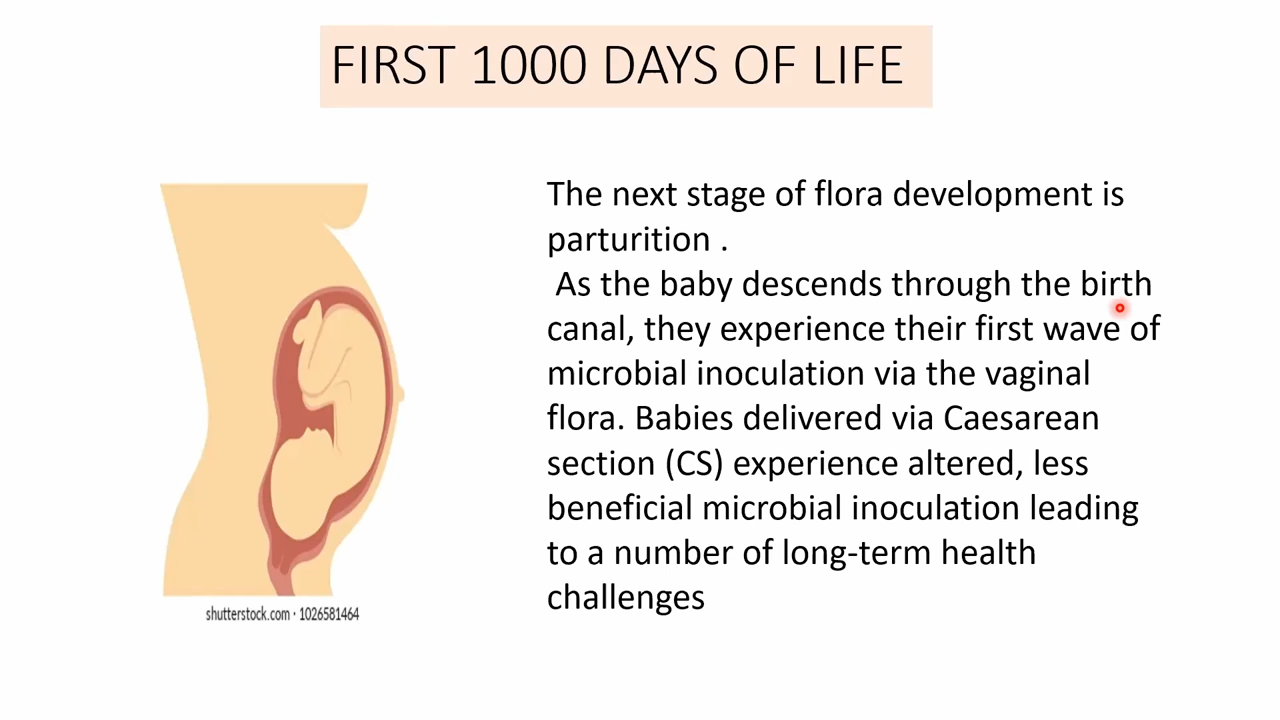 FIRST 1000 DAYS OF LIFE
The next stage of flora development is
parturition .
As the baby descends through the birth
canal, they experience their first wave of
microbial inoculation via the vaginal
flora. Babies delivered via Caesarean
section (CS) experience altered, less
beneficial microbial inoculation leading
to a number of long-term health
challenges
shutterstock.com · 1026581464